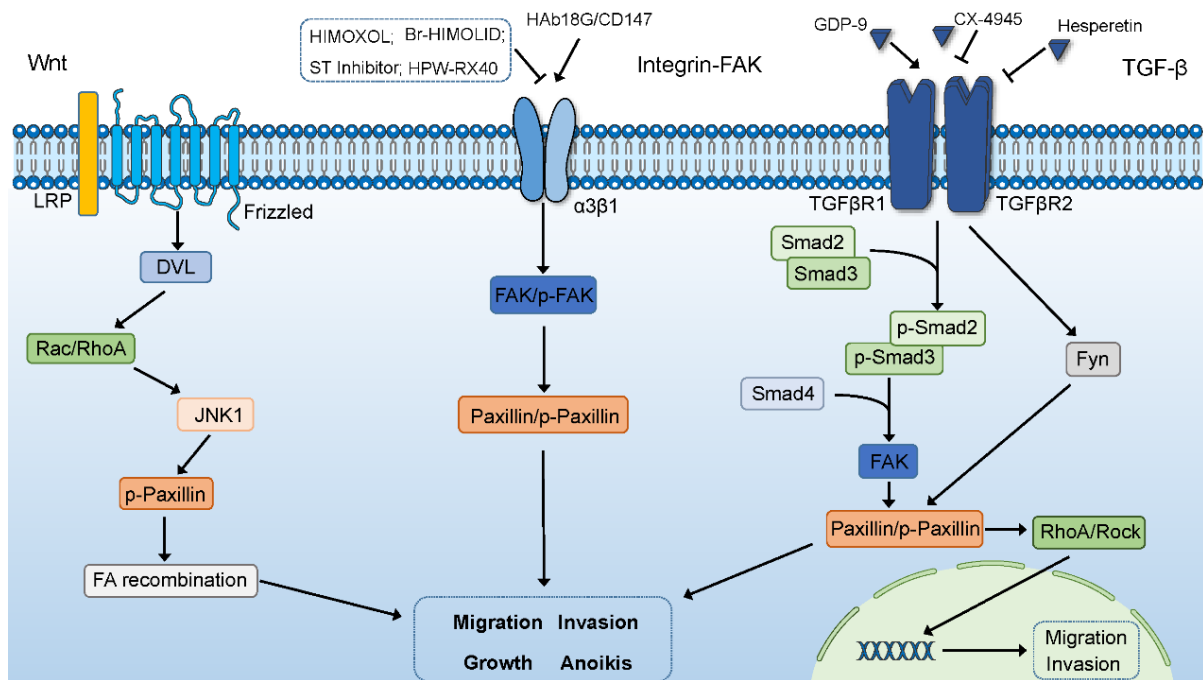 Wnt
HIMOXOL; Br-HIMOLID;
ST Inhibitor; HPW-RX40
HAb18G/CD147
Integrin-FAK
GDP-9
CX-4945
Hesperetin
TGF-β
LRP
Frizzled
α3β1
TGFβR1
TGFβR2
DVL
Rac/RhoA
JNK1
p-Paxillin
FA recombination
FAK/p-FAK
Paxillin/p-Paxillin
Smad2
Smad3
p-Smad2
p-Smad3
Smad4
Fyn
FAK
Paxillin/p-Paxillin
RhoA/Rock
Migration Invasion
Growth Anoikis
Migration
Invasion